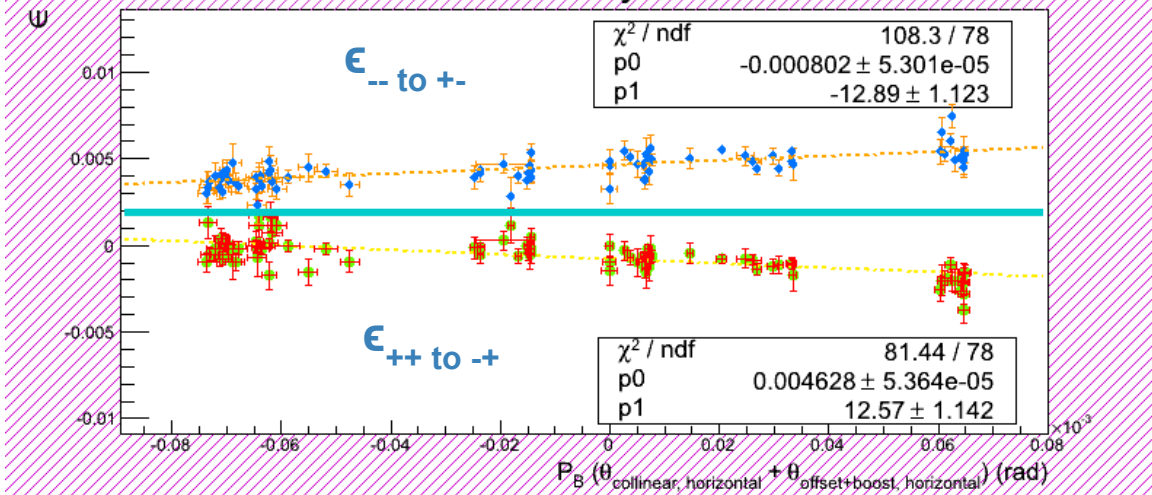 ϵ
ϵ-- to +-
χ² / ndf 108.3 / 78
p0 -0.000802 ± 5.301e-05
p1 -12.89 ± 1.123
0.01
0.005
0
-0.005
-0.01
ϵ++ to -+
χ² / ndf 81.44 / 78
p0 0.004628 ± 5.364e-05
p1 12.57 ± 1.142
-0.08 -0.06 -0.04 -0.02 0 0.02 0.04 0.06 0.08
×10⁻³
P_B (θ_collinear, horizontal + θ_offset+boost, horizontal) (rad)